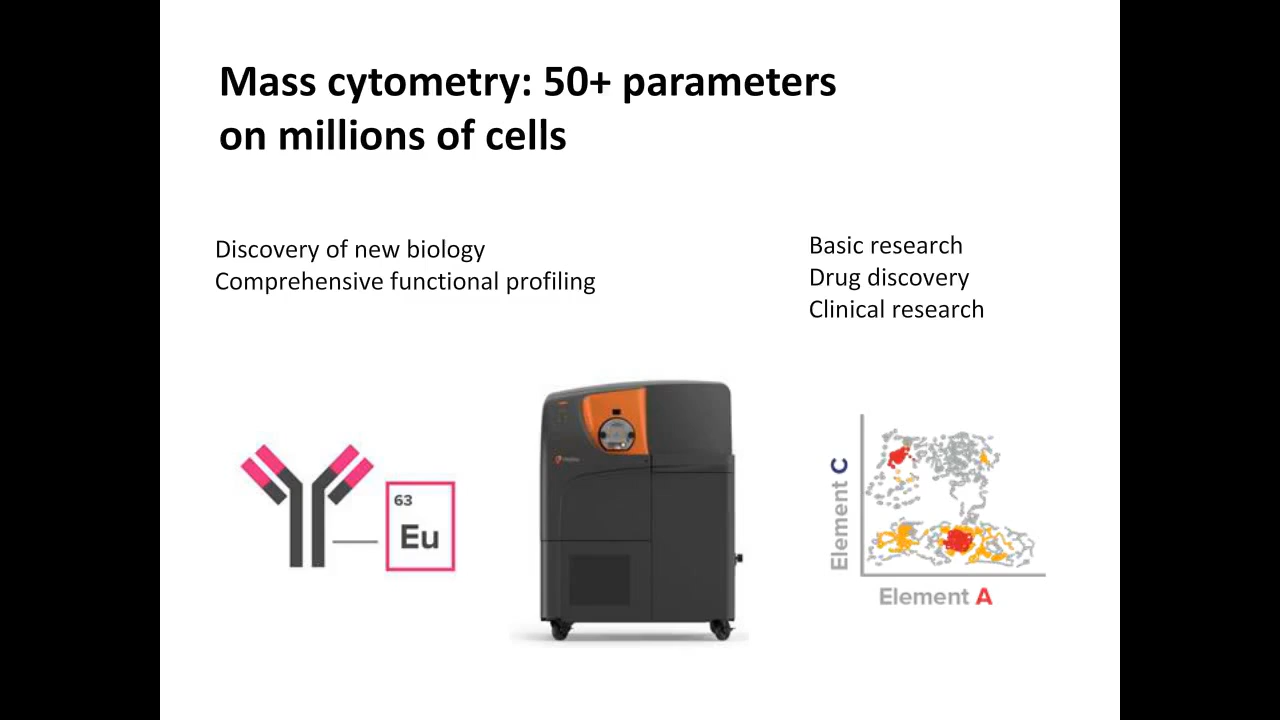 Mass cytometry: 50+ parameters
on millions of cells
Discovery of new biology
Comprehensive functional profiling
Basic research
Drug discovery
Clinical research
63
Eu
Element C
Element A